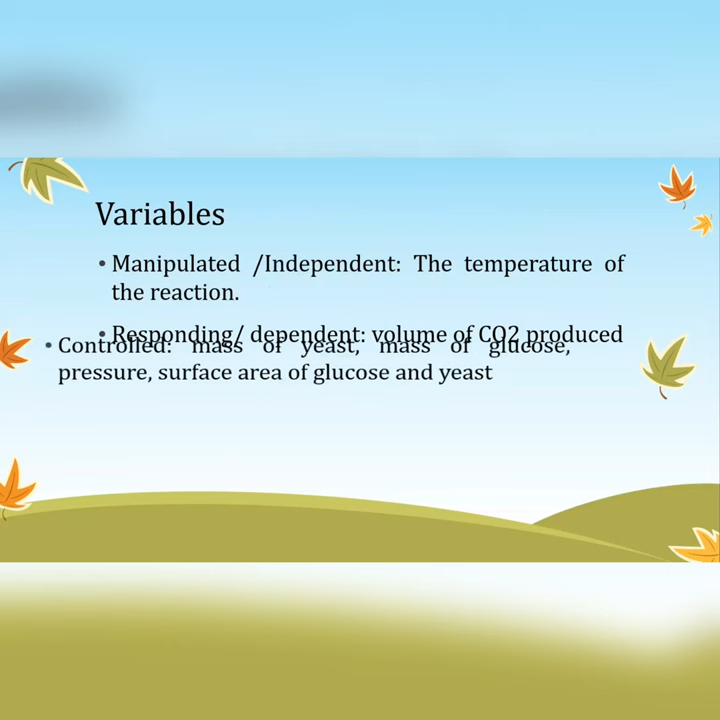 Variables
• Manipulated /Independent: The temperature of
the reaction.
• Responding/ dependent: volume of CO2 produced
• Controlled: mass of yeast, mass of glucose,
pressure, surface area of glucose and yeast